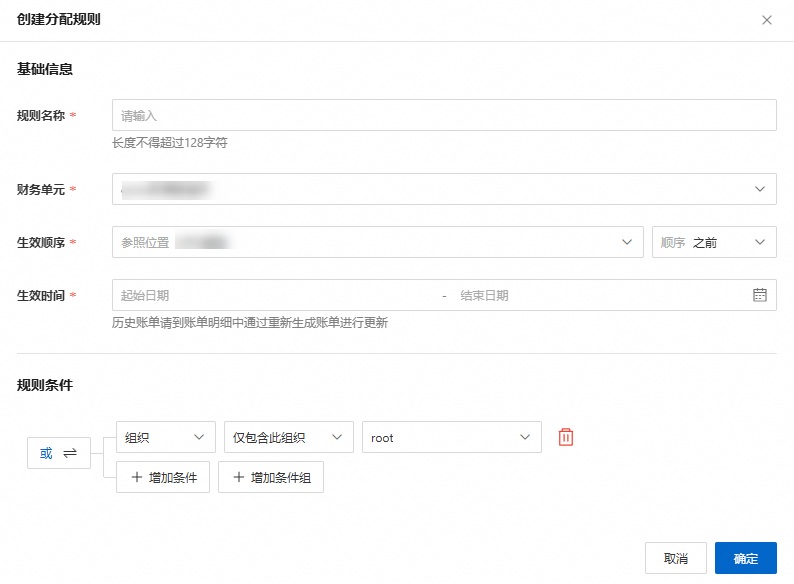 创建分配规则
基础信息
规则名称 *
请输入
长度不得超过128字符
财务单元 *
生效顺序 *
参照位置
顺序 之前
生效时间 *
起始日期 - 结束日期
历史账单请到账单明细中通过重新生成账单进行更新
规则条件
或
组织
仅包含此组织
root
增加条件
增加条件组
取消
确定